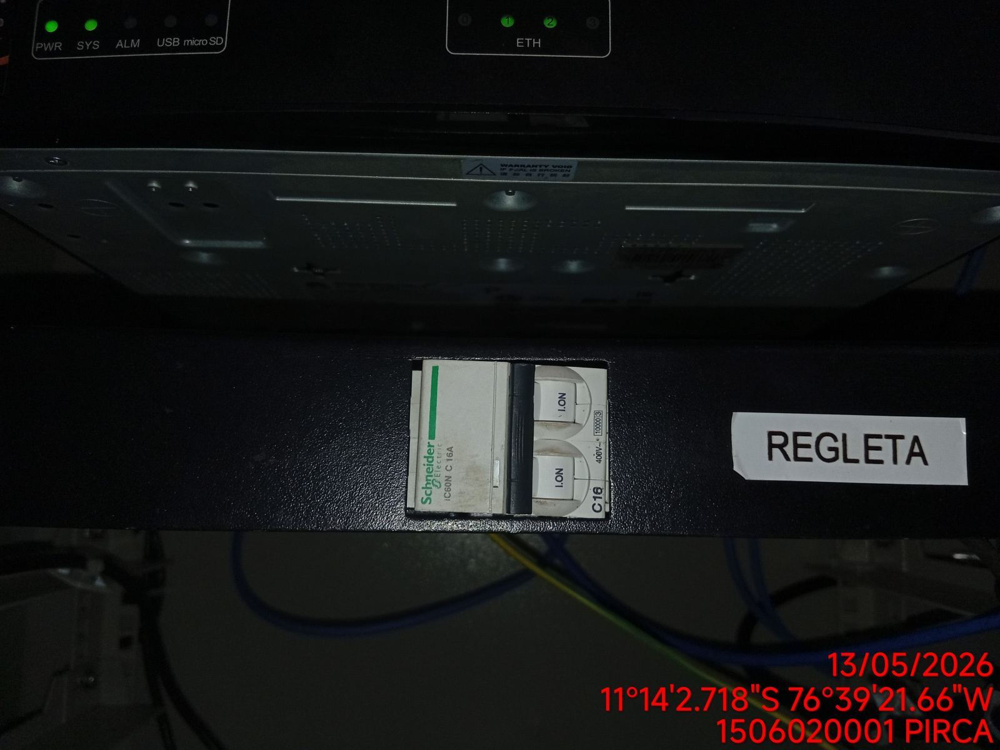 0 1 2 3
PWR SYS ALM USB micro SD
ETH
WARRANTY VOID
IF SEAL IS BROKEN
Schneider
Electric
iC60N C 16A
I.ON
I.ON
400V~ 10000 3
C16
REGLETA
13/05/2026
11°14'2.718"S 76°39'21.66"W
1506020001 PIRCA